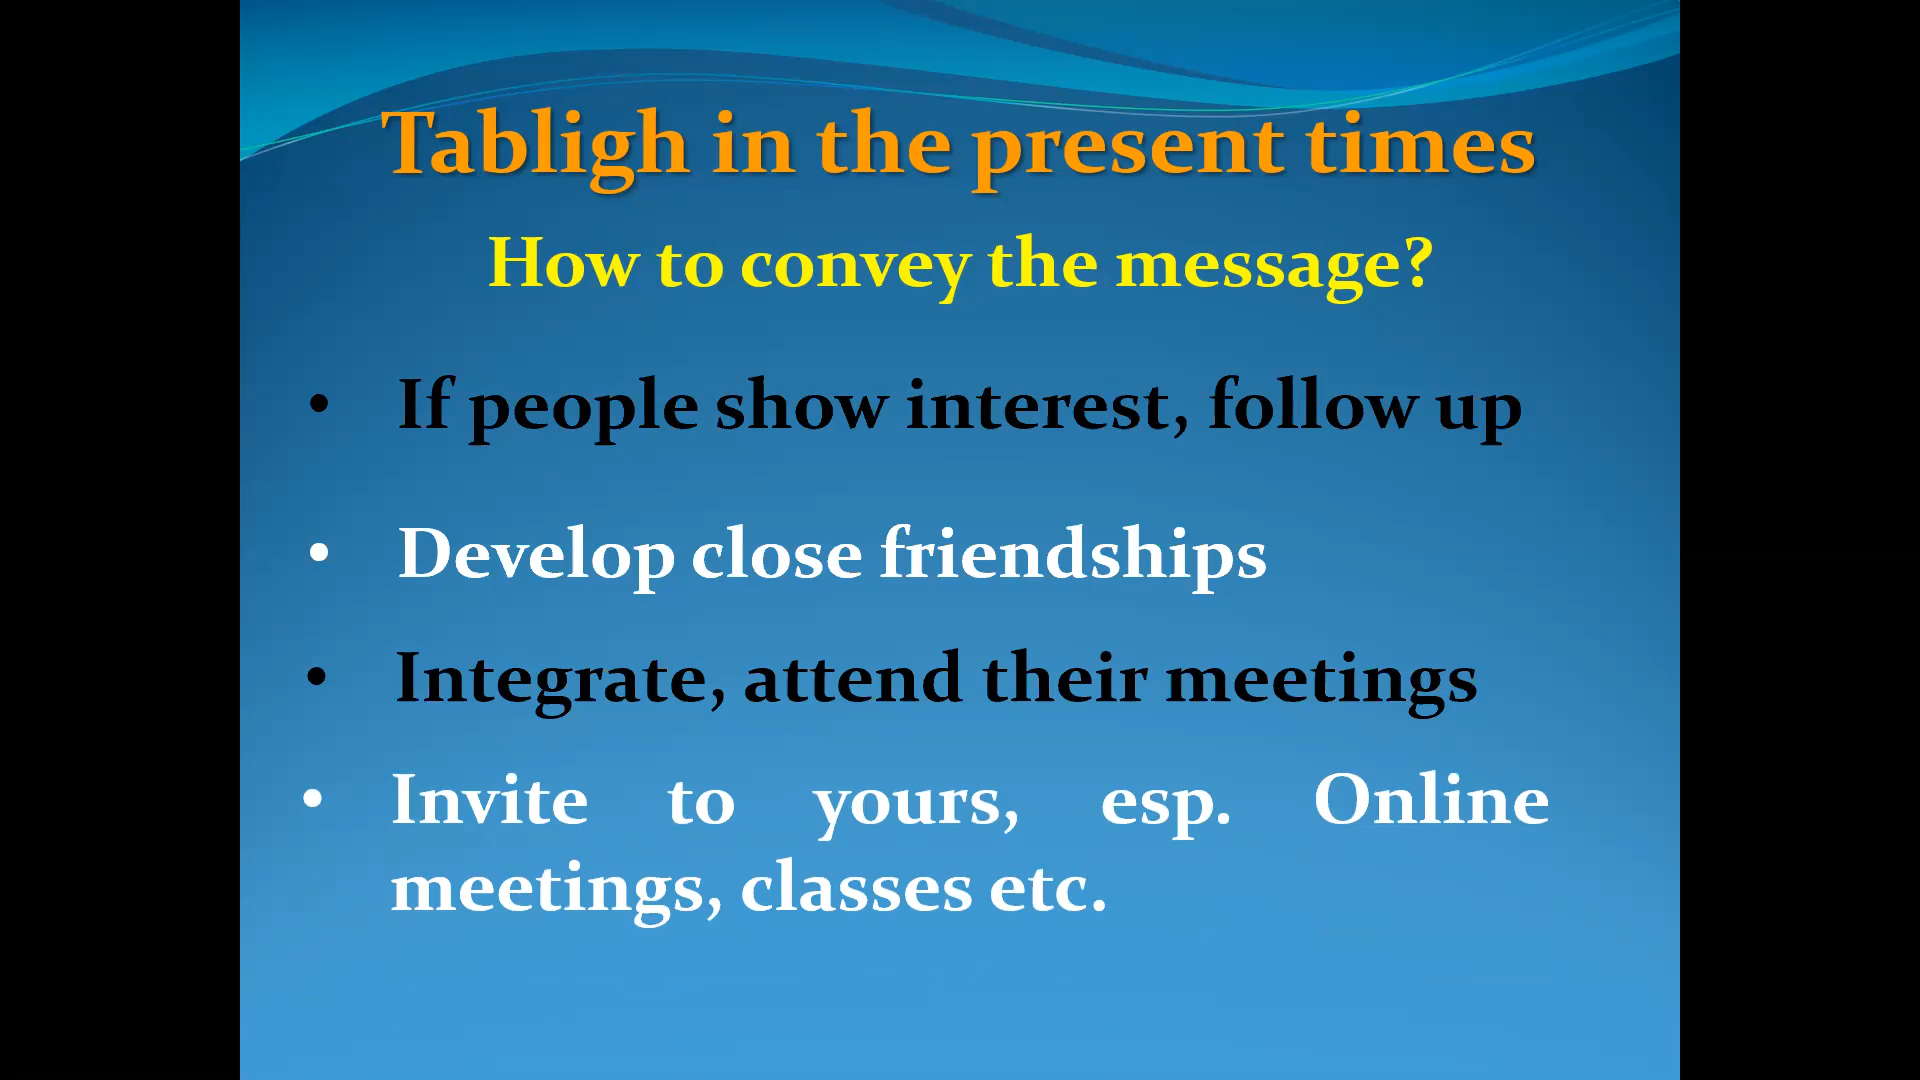 Tabligh in the present times
How to convey the message?
• If people show interest, follow up
• Develop close friendships
• Integrate, attend their meetings
• Invite to yours, esp. Online
meetings, classes etc.